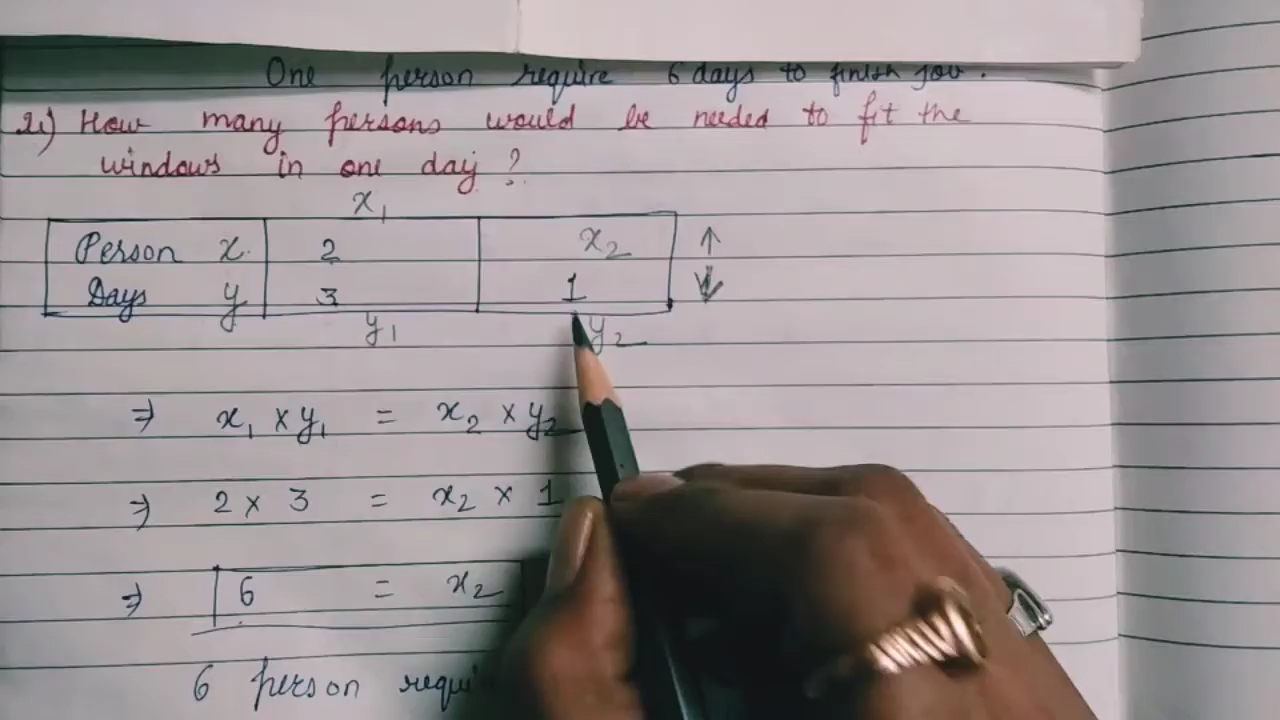 One person require 6 days to finish job.
2i) How many persons would be needed to fit the
windows in one day ?
x₁
Person x 2 x₂ ↑
Days y 3 1 ↓
y₁ y₂
⇒ x₁ × y₁ = x₂ × y₂
⇒ 2 × 3 = x₂ × 1
⇒ 6 = x₂
6 person